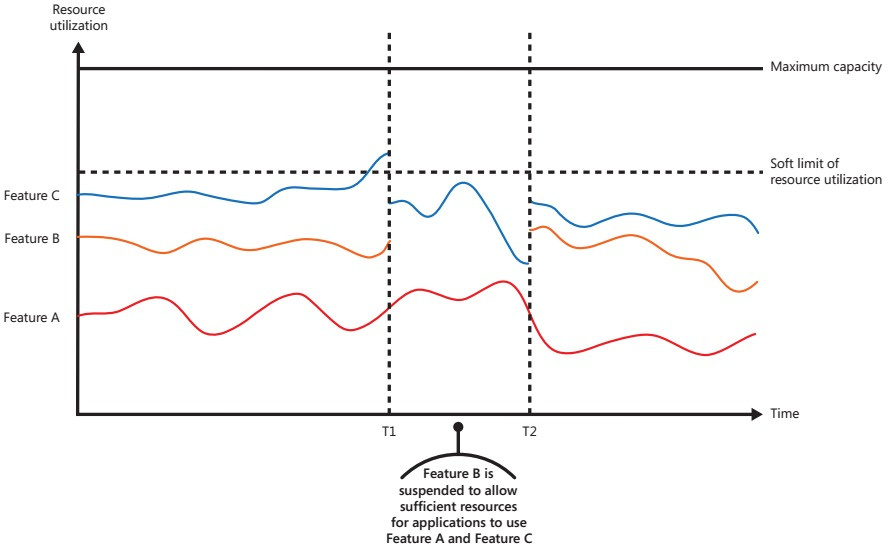 Resource
utilization
Maximum capacity
Soft limit of
resource utilization
Feature C
Feature B
Feature A
Time
T1
T2
Feature B is
suspended to allow
sufficient resources
for applications to use
Feature A and Feature C